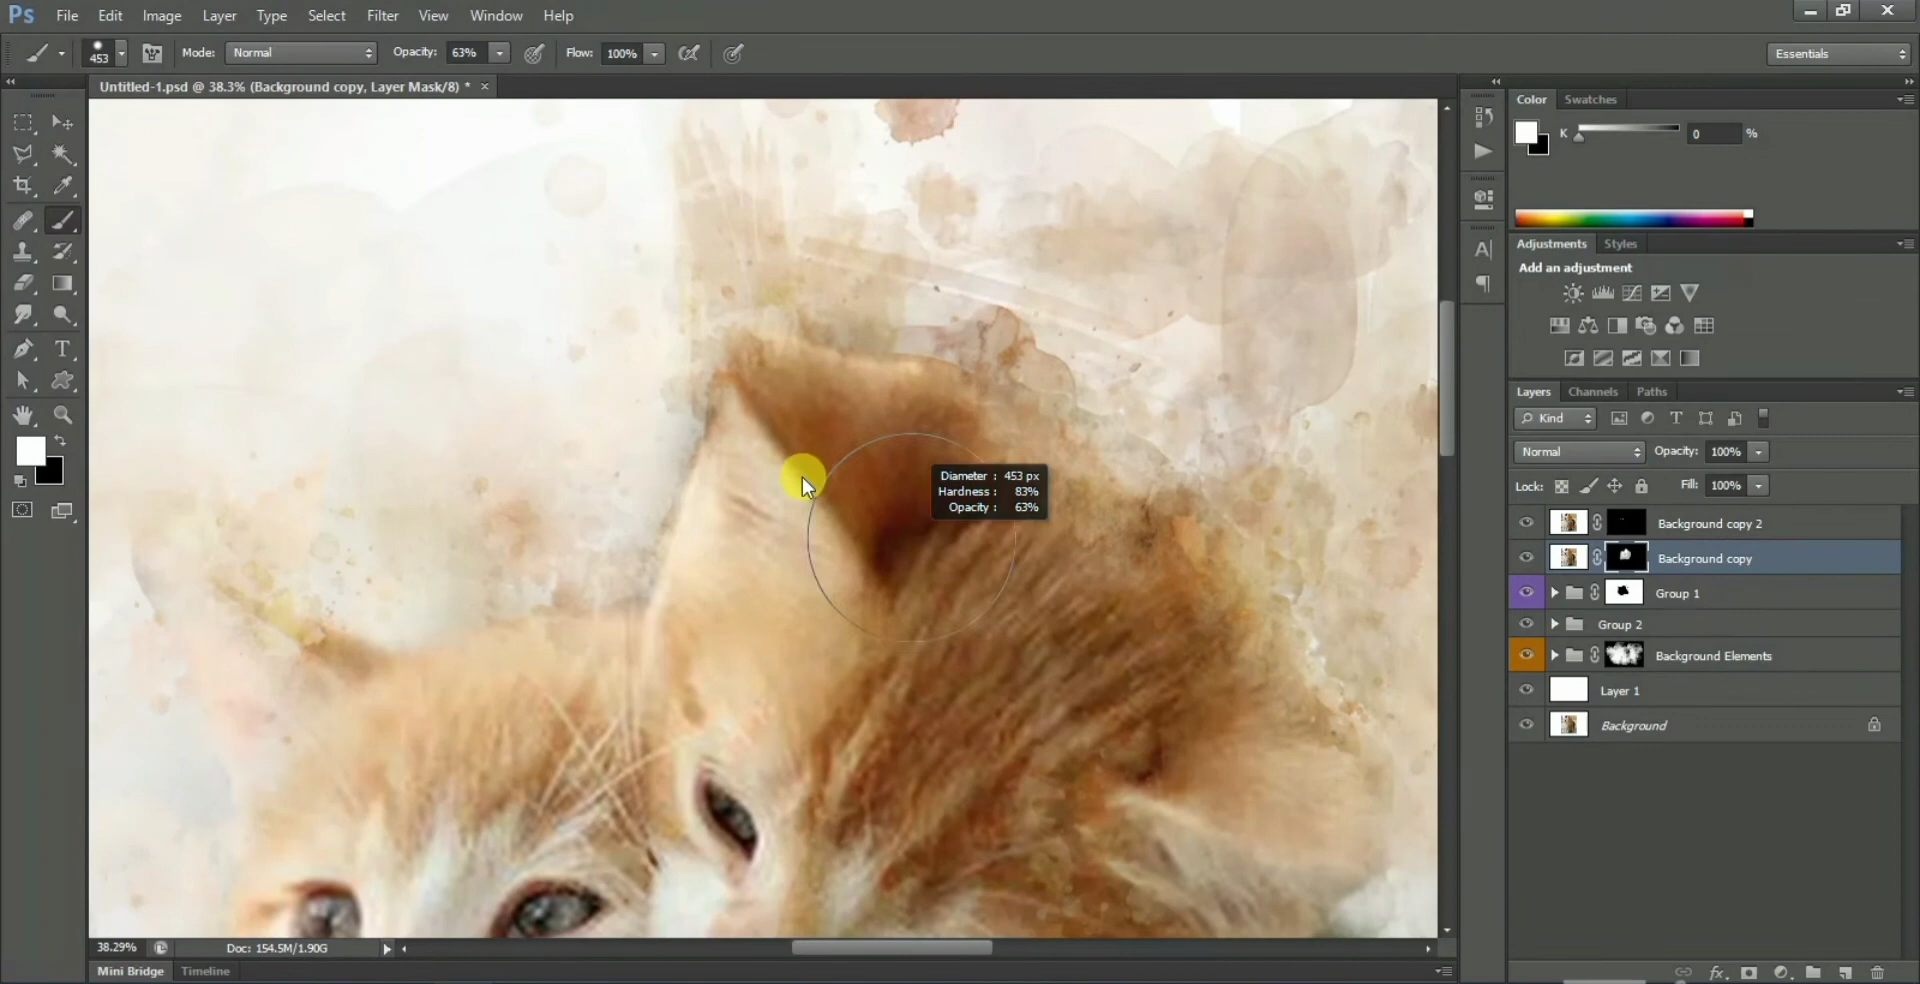 Ps File Edit Image Layer Type Select Filter View Window Help
453 Mode: Normal Opacity: 63% Flow: 100% Essentials
Untitled-1.psd @ 38.3% (Background copy, Layer Mask/8) * ×
Color Swatches
K 0 %
Adjustments Styles
Add an adjustment
Layers Channels Paths
Kind
Normal Opacity: 100%
Lock: Fill: 100%
Diameter : 453 px
Hardness : 83%
Opacity : 63%
Background copy 2
Background copy
Group 1
Group 2
Background Elements
Layer 1
Background
38.29% Doc: 154.5M/1.90G
Mini Bridge Timeline